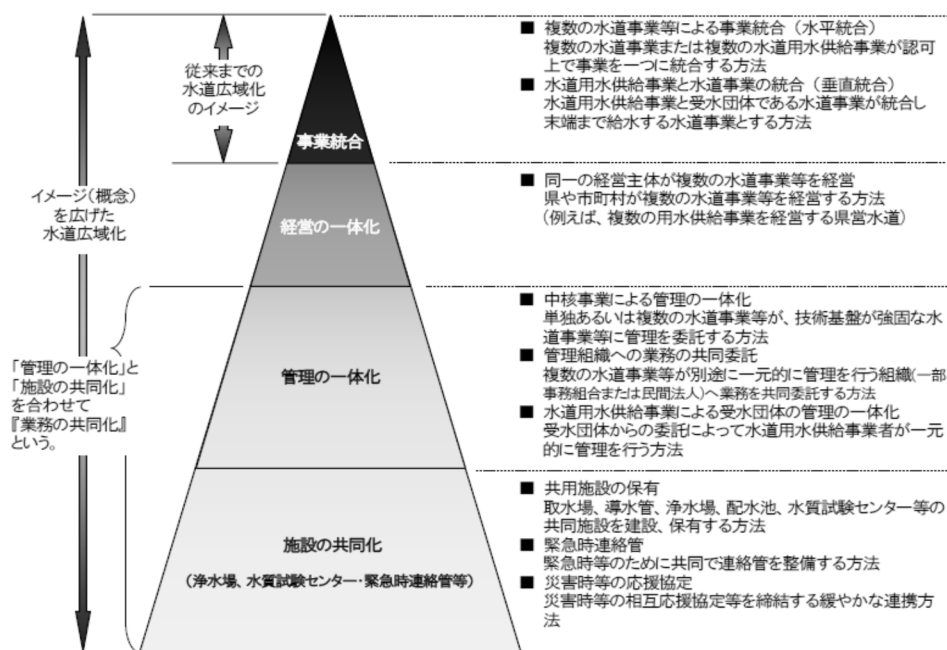 従来までの
水道広域化
のイメージ
イメージ(概念)
を広げた
水道広域化
「管理の一体化」と
「施設の共同化」
を合わせて
『業務の共同化』
という。
事業統合
経営の一体化
管理の一体化
施設の共同化
(浄水場、水質試験センター・緊急時連絡管等)
■ 複数の水道事業等による事業統合(水平統合)
複数の水道事業または複数の水道用水供給事業が認可
上で事業を一つに統合する方法
■ 水道用水供給事業と水道事業の統合(垂直統合)
水道用水供給事業と受水団体である水道事業が統合し
末端まで給水する水道事業とする方法
■ 同一の経営主体が複数の水道事業等を経営
県や市町村が複数の水道事業等を経営する方法
(例えば、複数の用水供給事業を経営する県営水道)
■ 中核事業による管理の一体化
単独あるいは複数の水道事業等が、技術基盤が強固な水
道事業等に管理を委託する方法
■ 管理組織への業務の共同委託
複数の水道事業等が別途に一元的に管理を行う組織(一部
事務組合または民間法人)へ業務を共同委託する方法
■ 水道用水供給事業による受水団体の管理の一体化
受水団体からの委託によって水道用水供給事業者が一元
的に管理を行う方法
■ 共用施設の保有
取水場、導水管、浄水場、配水池、水質試験センター等の
共同施設を建設、保有する方法
■ 緊急時連絡管
緊急時等のために共同で連絡管を整備する方法
■ 災害時等の応援協定
災害時等の相互応援協定等を締結する緩やかな連携方
法